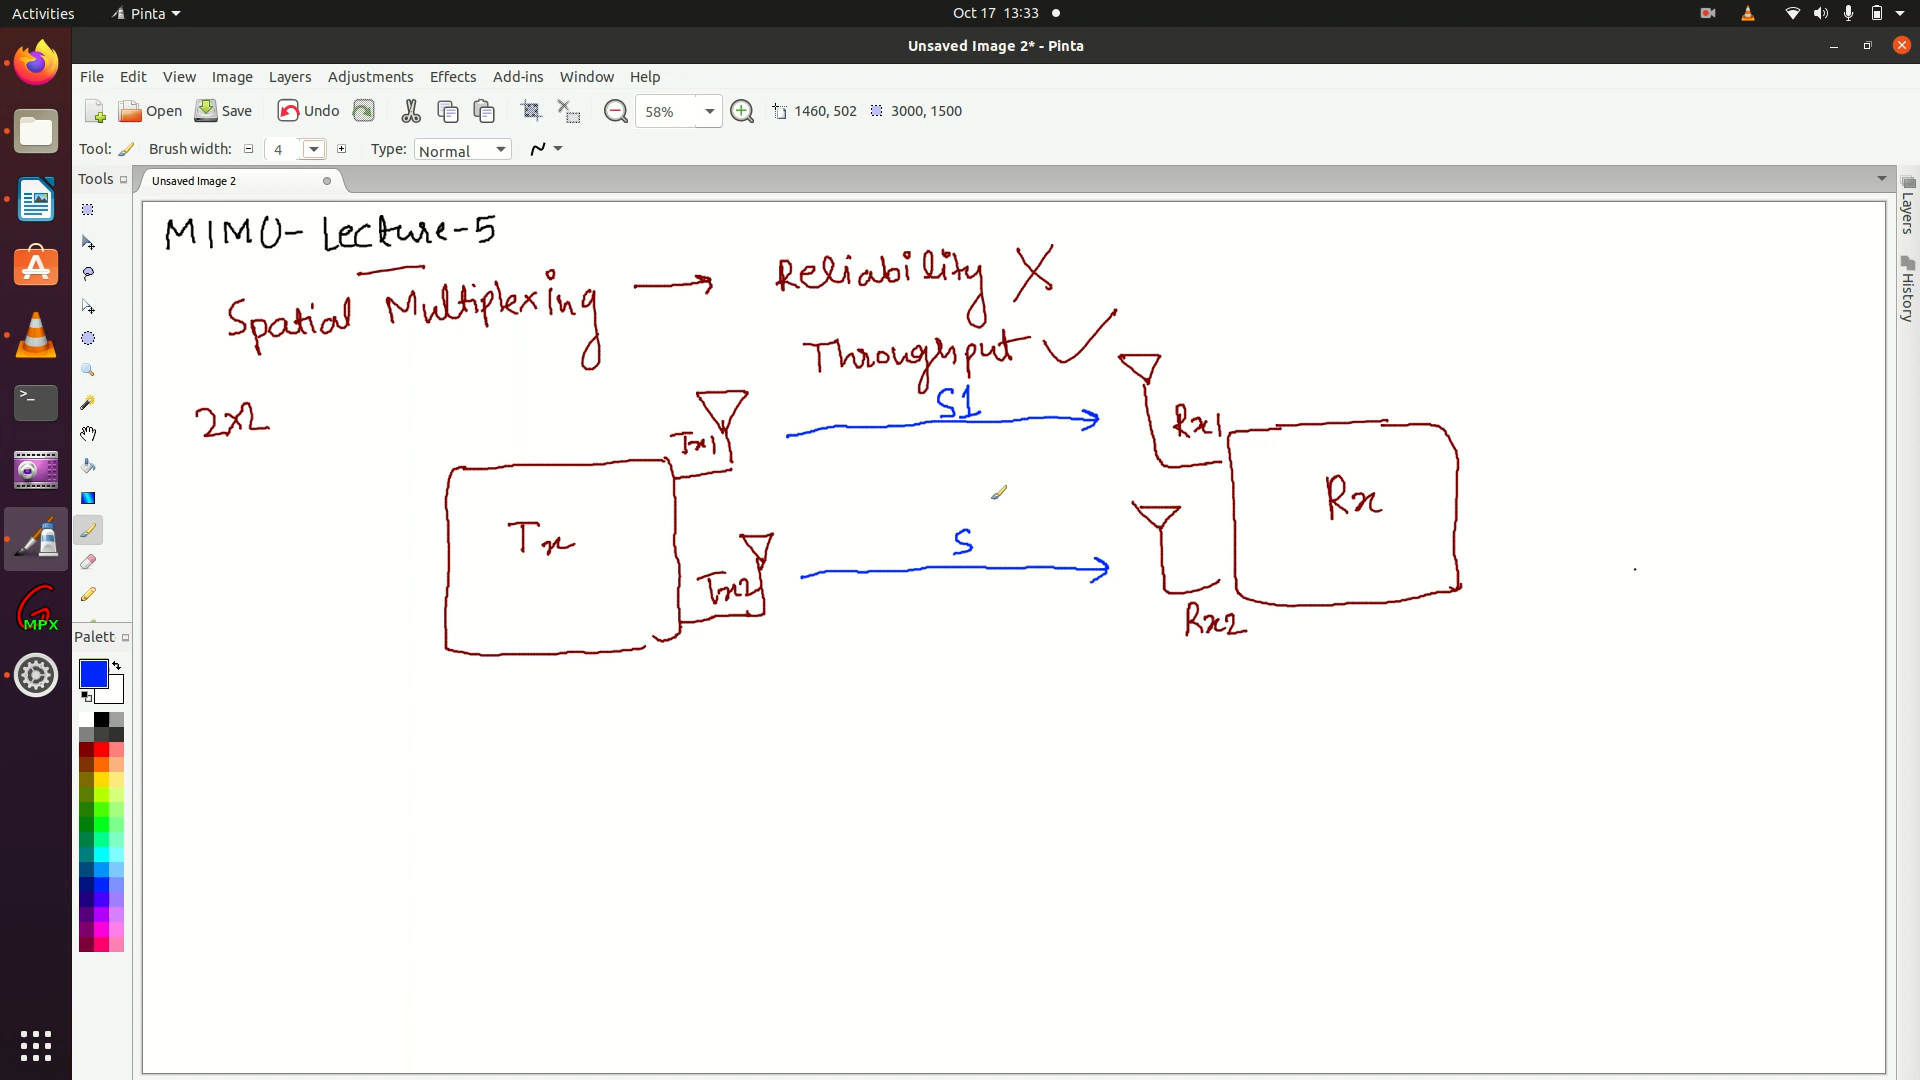 Activities Pinta Oct 17 13:33
Unsaved Image 2* - Pinta
File Edit View Image Layers Adjustments Effects Add-ins Window Help
Open Save Undo 58% 1460, 502 3000, 1500
Tool: Brush width: 4 Type: Normal
Tools Unsaved Image 2
Layers
History
MIMO- Lecture-5
Spatial Multiplexing → Reliability X
Throughput ✓
2x2
S1
Tx1
Rx1
Tx
Rx
S
Tx2
Rx2
MPX
Palett